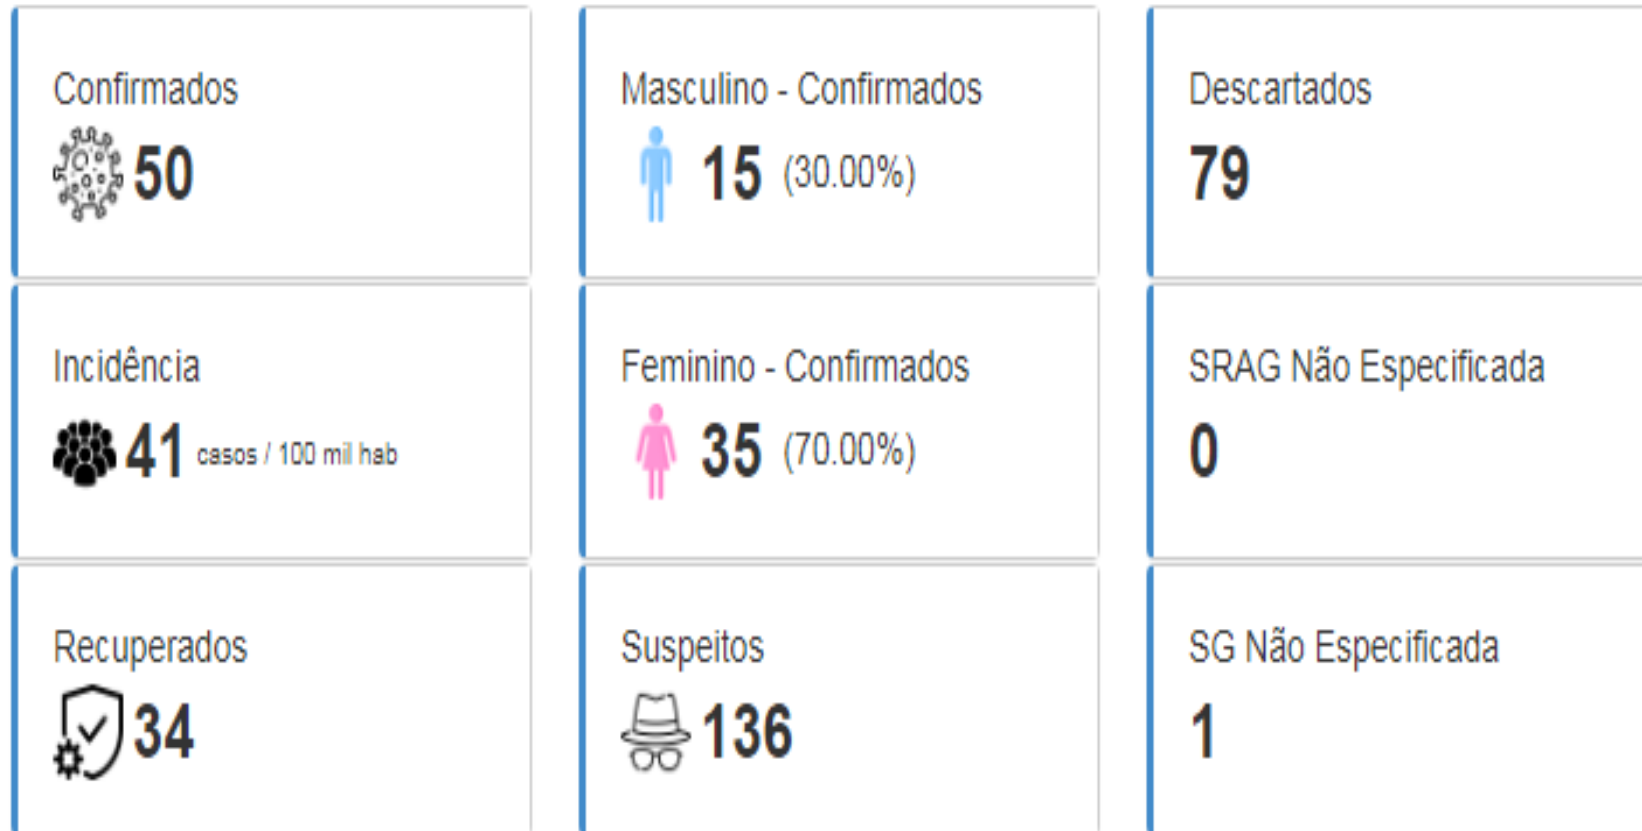 Confirmados
50
Masculino - Confirmados
15 (30.00%)
Descartados
79
Incidência
41 casos / 100 mil hab
Feminino - Confirmados
35 (70.00%)
SRAG Não Especificada
0
Recuperados
34
Suspeitos
136
SG Não Especificada
1